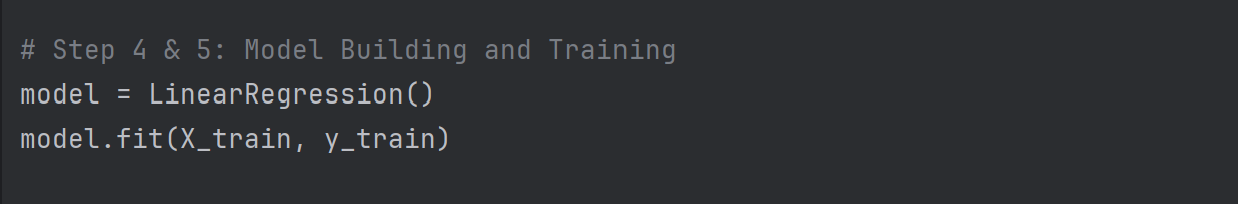 # Step 4 & 5: Model Building and Training
model = LinearRegression()
model.fit(X_train, y_train)